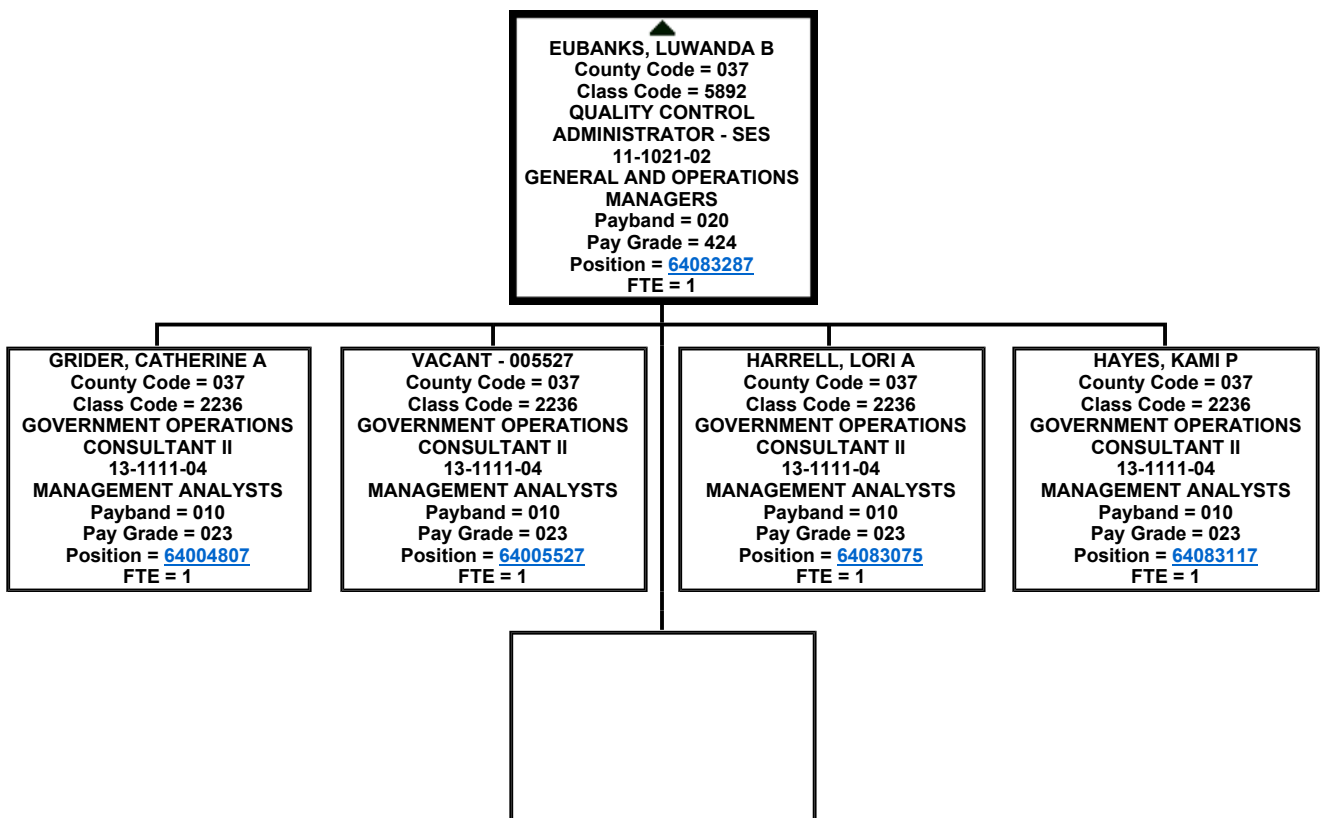 EUBANKS, LUWANDA B
County Code = 037
Class Code = 5892
QUALITY CONTROL
ADMINISTRATOR - SES
11-1021-02
GENERAL AND OPERATIONS
MANAGERS
Payband = 020
Pay Grade = 424
Position = 64083287
FTE = 1
GRIDER, CATHERINE A
County Code = 037
Class Code = 2236
GOVERNMENT OPERATIONS
CONSULTANT II
13-1111-04
MANAGEMENT ANALYSTS
Payband = 010
Pay Grade = 023
Position = 64004807
FTE = 1
VACANT - 005527
County Code = 037
Class Code = 2236
GOVERNMENT OPERATIONS
CONSULTANT II
13-1111-04
MANAGEMENT ANALYSTS
Payband = 010
Pay Grade = 023
Position = 64005527
FTE = 1
HARRELL, LORI A
County Code = 037
Class Code = 2236
GOVERNMENT OPERATIONS
CONSULTANT II
13-1111-04
MANAGEMENT ANALYSTS
Payband = 010
Pay Grade = 023
Position = 64083075
FTE = 1
HAYES, KAMI P
County Code = 037
Class Code = 2236
GOVERNMENT OPERATIONS
CONSULTANT II
13-1111-04
MANAGEMENT ANALYSTS
Payband = 010
Pay Grade = 023
Position = 64083117
FTE = 1